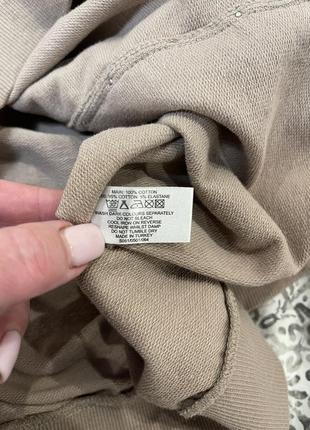 MAIN: 100% COTTON
95% COTTON 5% ELASTANE
WASH DARK COLOURS SEPARATELY
DO NOT BLEACH
COOL IRON ON REVERSE
RESHAPE WHILST DAMP
DO NOT TUMBLE DRY
MADE IN TURKEY